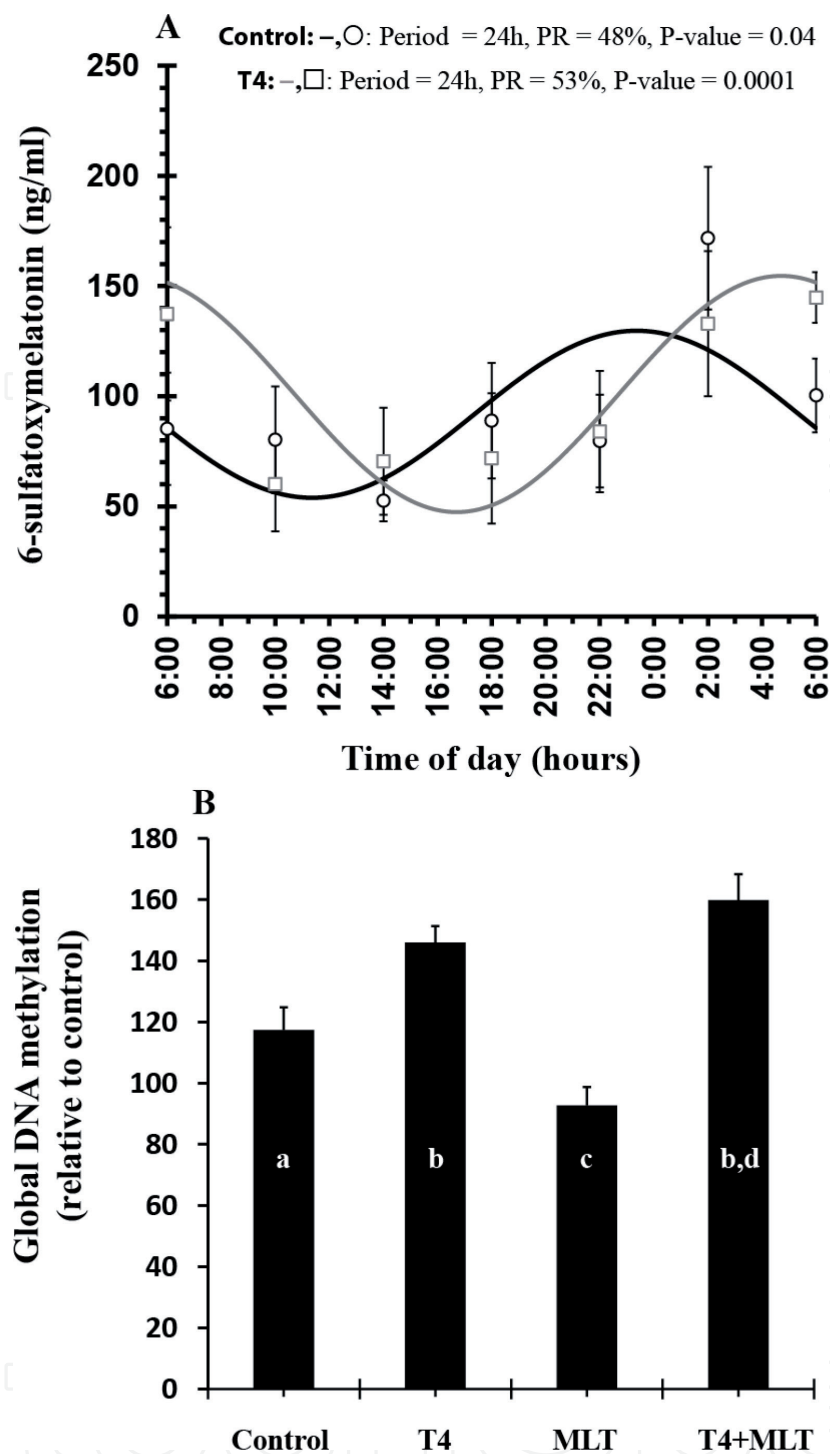 A
Control: –,○: Period = 24h, PR = 48%, P-value = 0.04
T4: –,□: Period = 24h, PR = 53%, P-value = 0.0001
6-sulfatoxymelatonin (ng/ml)
250
200
150
100
50
0
6:00 8:00 10:00 12:00 14:00 16:00 18:00 20:00 22:00 0:00 2:00 4:00 6:00
Time of day (hours)
B
Global DNA methylation
(relative to control)
180
160
140
120
100
80
60
40
20
0
a b c b,d
Control T4 MLT T4+MLT